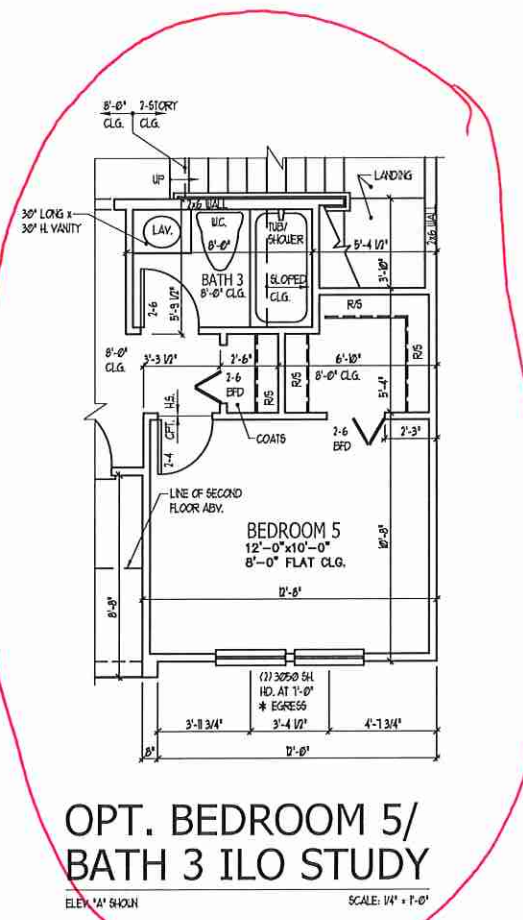 8'-0" 2-STORY
CLG. CLG.
UP
LANDING
2x6 WALL
30" LONG x
30" H. VANITY
LAV.
W.C.
8'-0"
TUB/
SHOWER
5'-4 1/2"
2x6 WALL
3'-10"
BATH 3
8'-0" CLG.
SLOPED
CLG.
2-6
5'-9 1/2"
R/S
8'-0"
CLG.
3'-3 1/2"
2'-6"
6'-10"
R/S
2-6
BFD
R/S
R/S
8'-0" CLG.
5'-4"
H.S.
CPT.
COATS
2-6
BFD
2'-3"
2-4
LINE OF SECOND
FLOOR ABV.
BEDROOM 5
12'-0"x10'-0"
8'-0" FLAT CLG.
10'-8"
12'-8"
8'-8"
(2) 3050 SH.
HD. AT 7'-0"
* EGRESS
3'-11 3/4"
3'-4 1/2"
4'-7 3/4"
8"
12'-0"
OPT. BEDROOM 5/
BATH 3 ILO STUDY
ELEV. "A" SHOWN
SCALE: 1/4" = 1'-0"